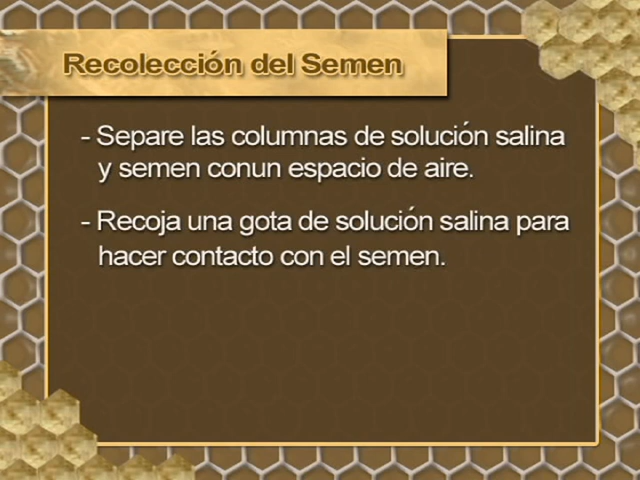 Recolección del Semen
- Separe las columnas de solución salina
y semen conun espacio de aire.
- Recoja una gota de solución salina para
hacer contacto con el semen.